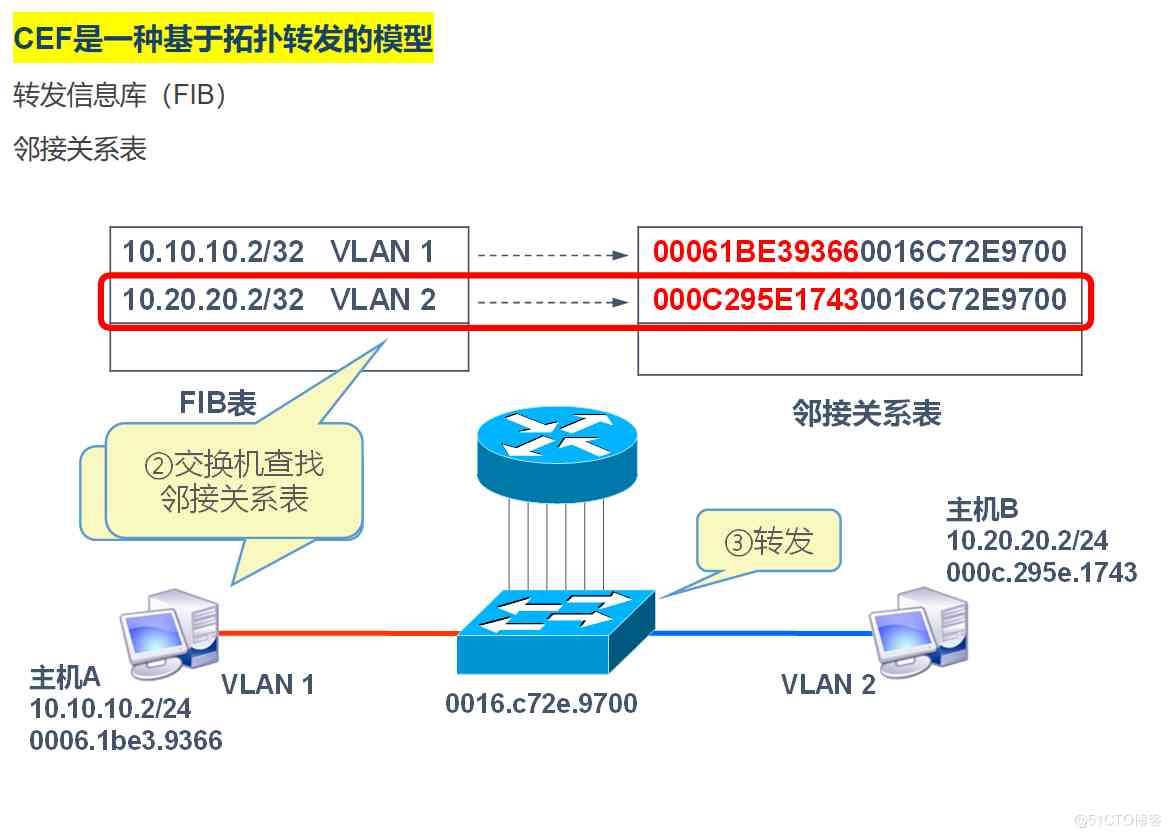 CEF是一种基于拓扑转发的模型
转发信息库（FIB）
邻接关系表
10.10.10.2/32 VLAN 1
00061BE393660016C72E9700
10.20.20.2/32 VLAN 2
000C295E17430016C72E9700
FIB表
邻接关系表
②交换机查找
邻接关系表
③转发
主机B
10.20.20.2/24
000c.295e.1743
主机A
10.10.10.2/24
0006.1be3.9366
VLAN 1
0016.c72e.9700
VLAN 2
@51CTO博客